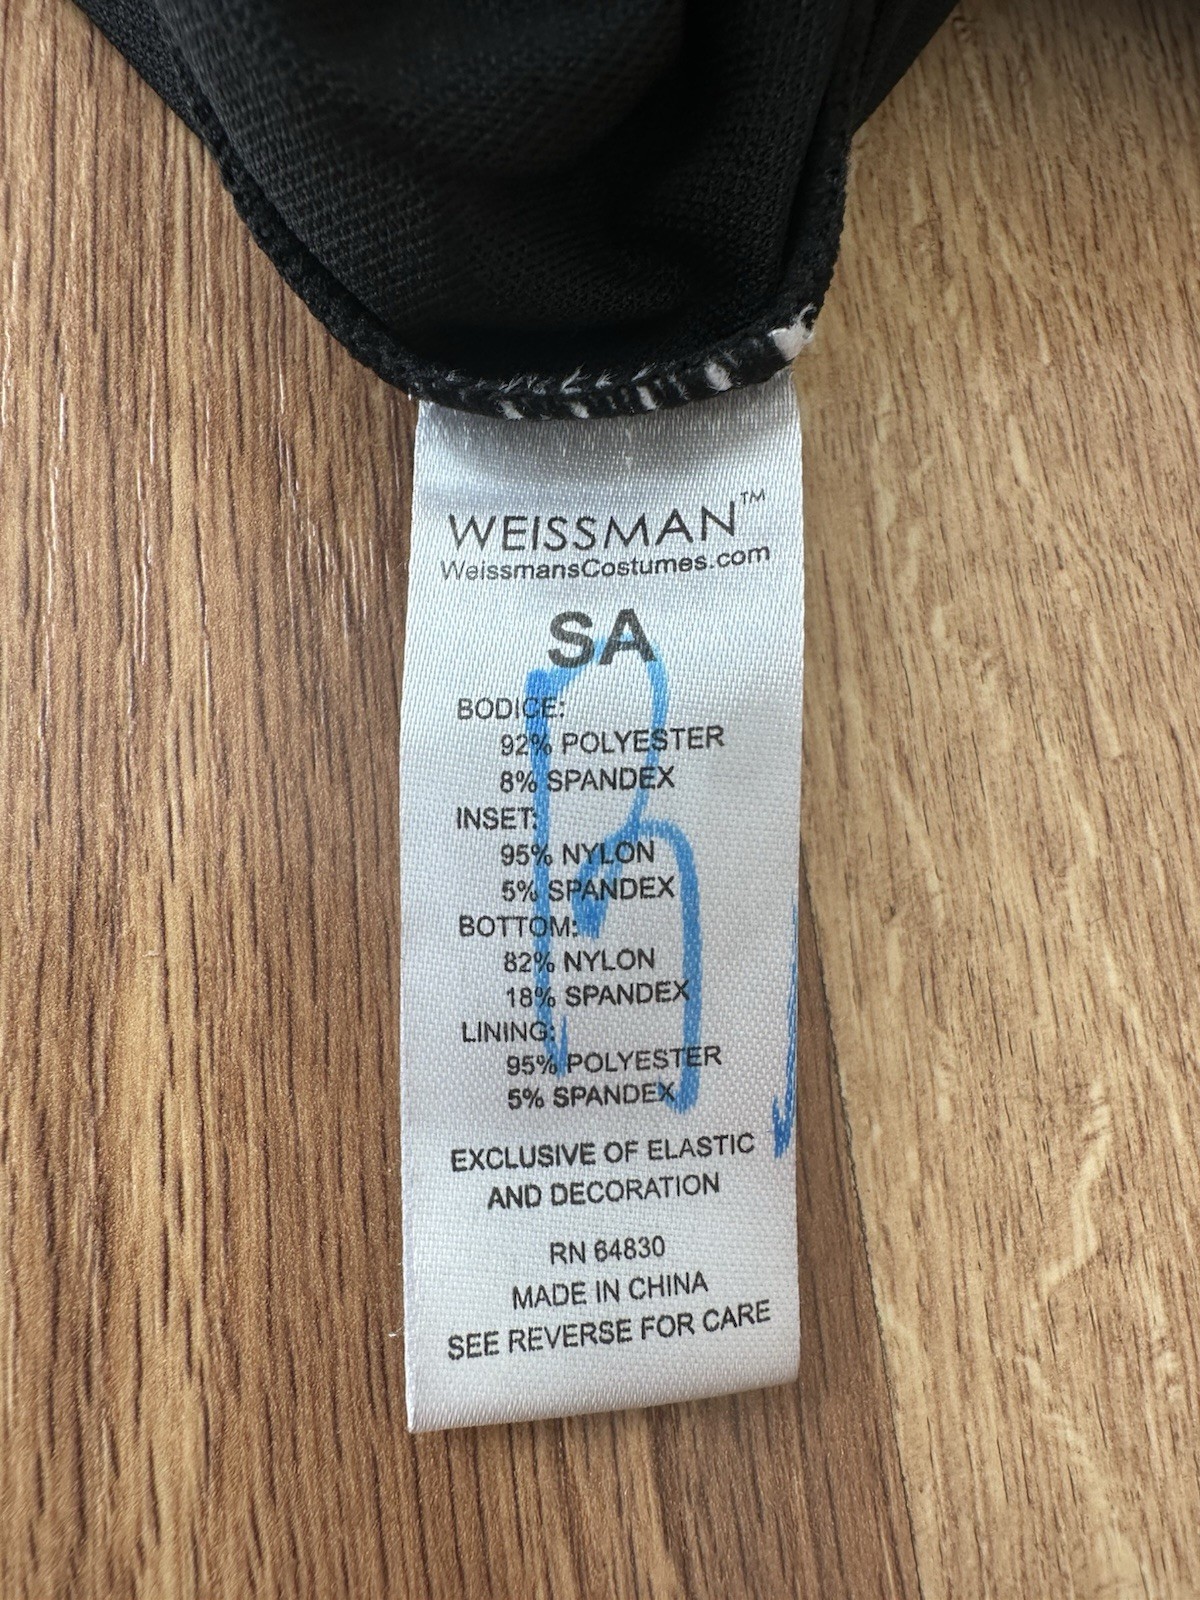 WEISSMAN™
WeissmansCostumes.com
SA
BODICE:
92% POLYESTER
8% SPANDEX
INSET:
95% NYLON
5% SPANDEX
BOTTOM:
82% NYLON
18% SPANDEX
LINING:
95% POLYESTER
5% SPANDEX
EXCLUSIVE OF ELASTIC
AND DECORATION
RN 64830
MADE IN CHINA
SEE REVERSE FOR CARE